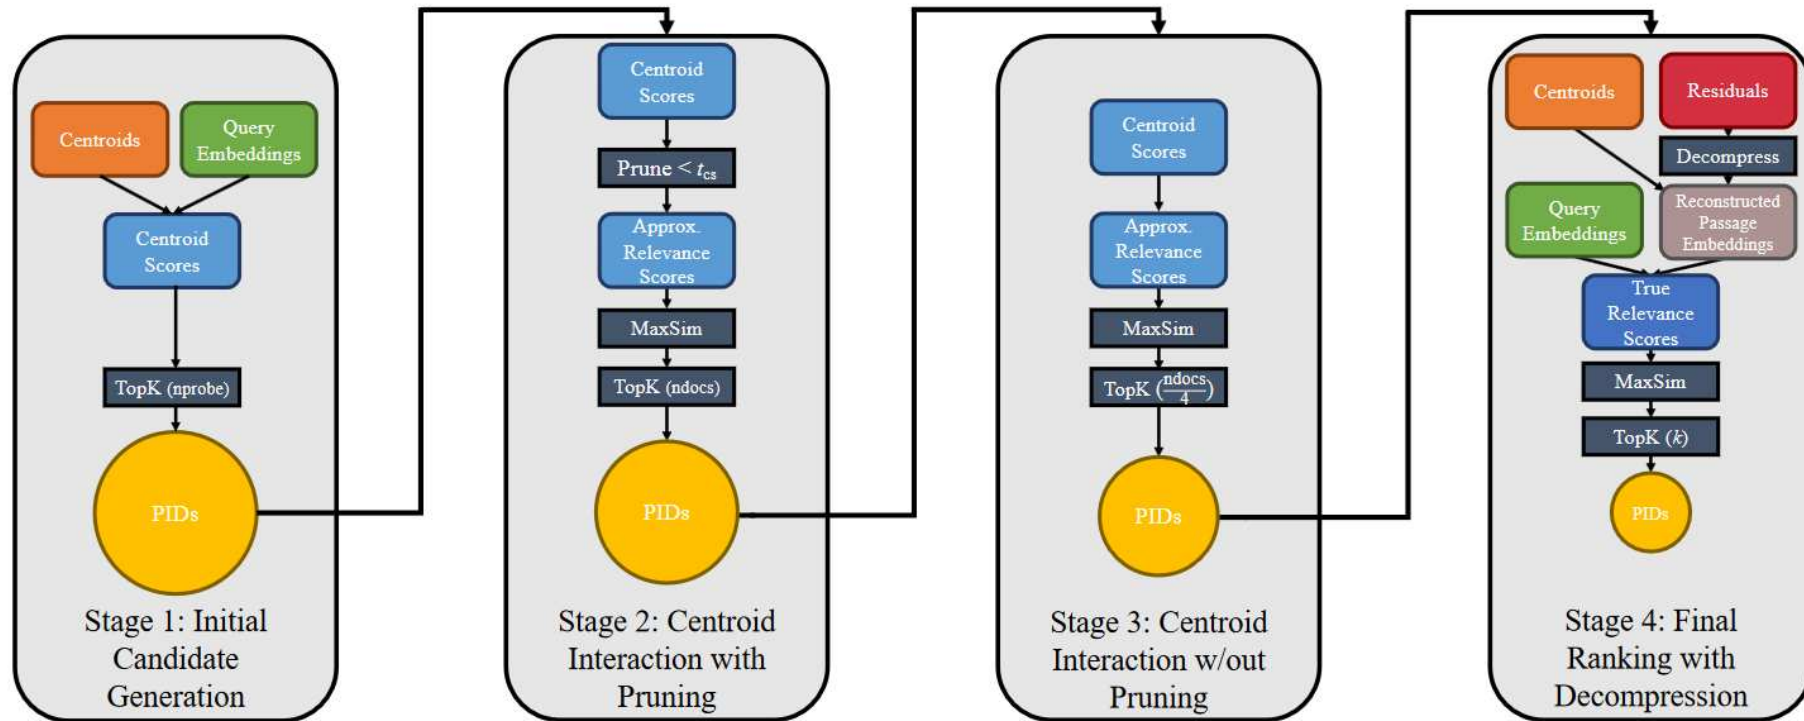 Centroids
Query
Embeddings
Centroid
Scores
TopK (nprobe)
PIDs
Stage 1: Initial
Candidate
Generation
Centroid
Scores
Prune < t_cs
Approx.
Relevance
Scores
MaxSim
TopK (ndocs)
PIDs
Stage 2: Centroid
Interaction with
Pruning
Centroid
Scores
Approx.
Relevance
Scores
MaxSim
TopK (ndocs/4)
PIDs
Stage 3: Centroid
Interaction w/out
Pruning
Centroids
Residuals
Decompress
Query
Embeddings
Reconstructed
Passage
Embeddings
True
Relevance
Scores
MaxSim
TopK (k)
PIDs
Stage 4: Final
Ranking with
Decompression